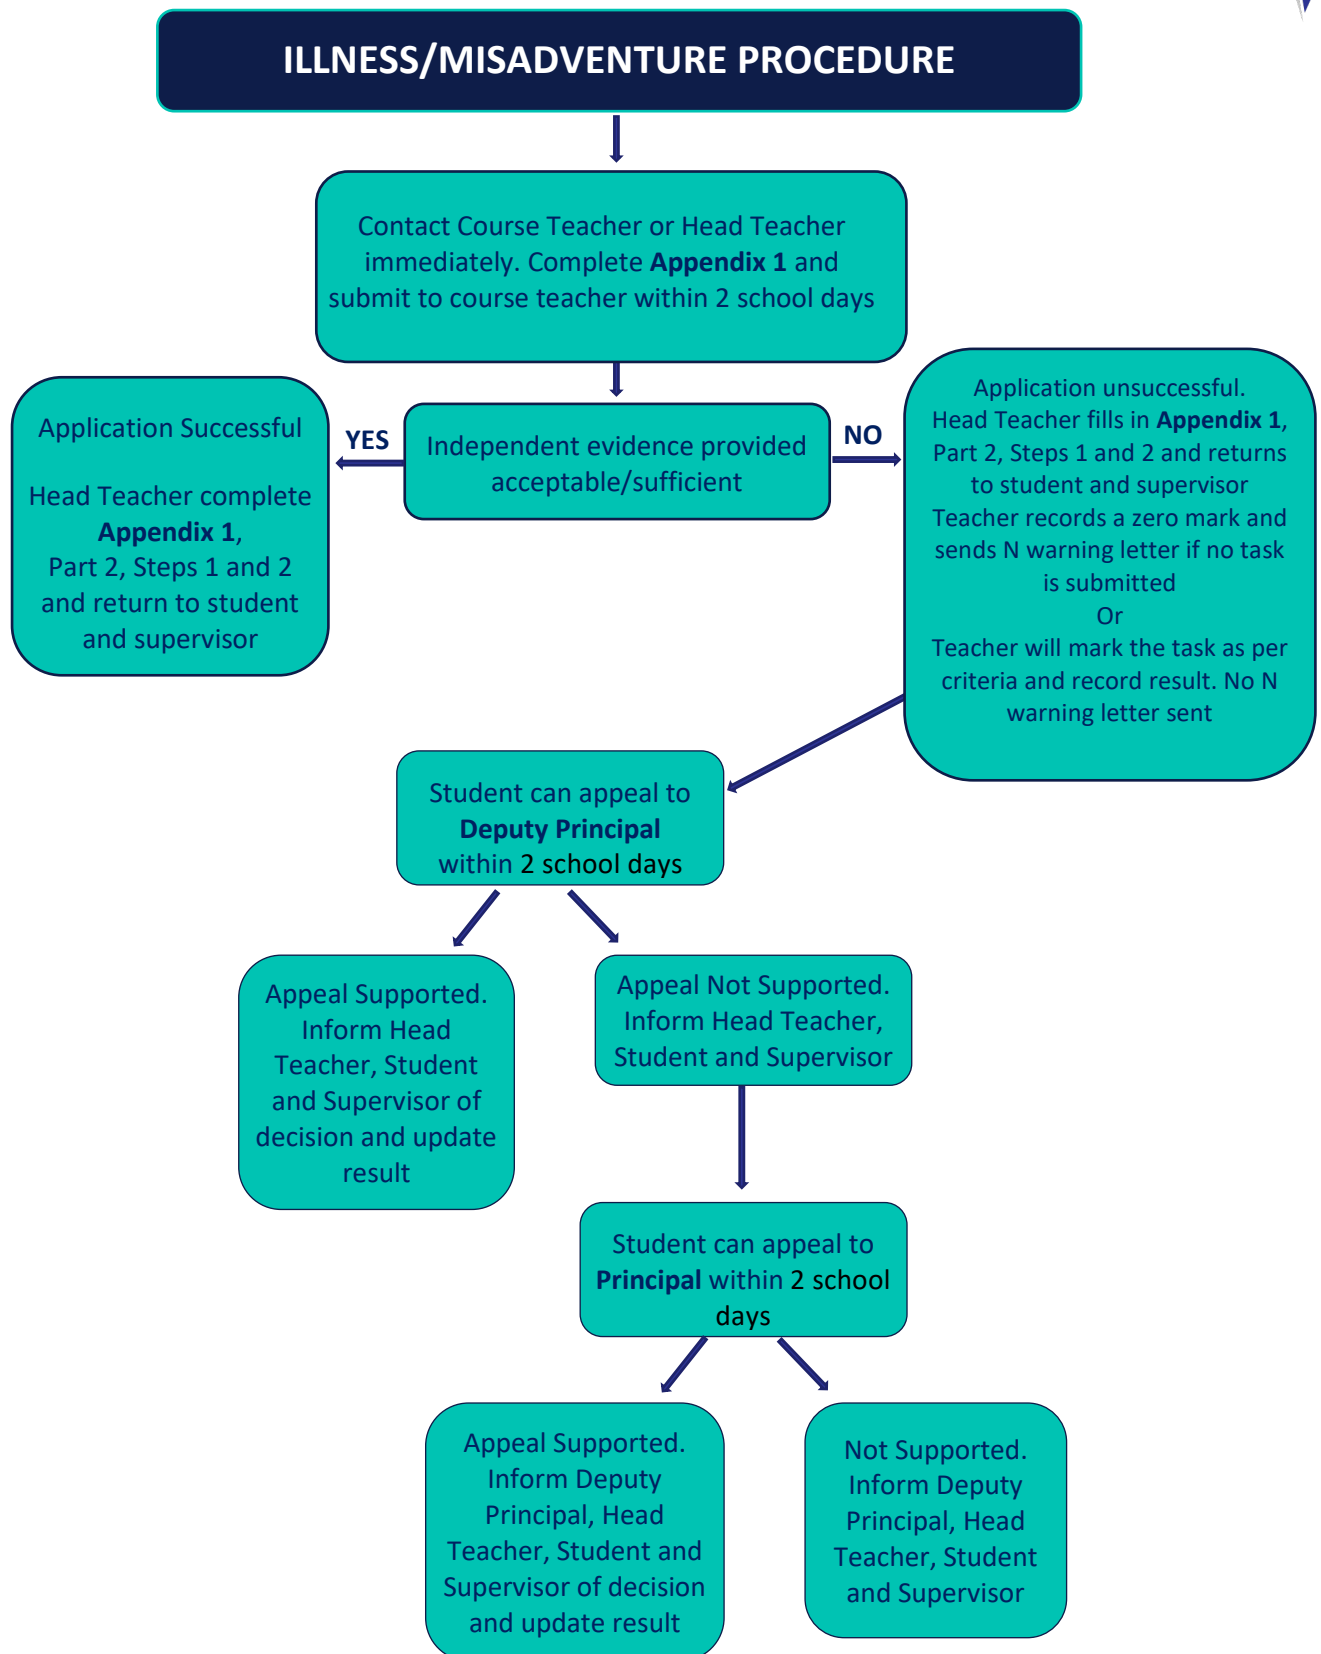 ILLNESS/MISADVENTURE PROCEDURE
Contact Course Teacher or Head Teacher
immediately. Complete Appendix 1 and
submit to course teacher within 2 school days
Application Successful
Head Teacher complete
Appendix 1,
Part 2, Steps 1 and 2
and return to student
and supervisor
YES
Independent evidence provided
acceptable/sufficient
NO
Application unsuccessful.
Head Teacher fills in Appendix 1,
Part 2, Steps 1 and 2 and returns
to student and supervisor
Teacher records a zero mark and
sends N warning letter if no task
is submitted
Or
Teacher will mark the task as per
criteria and record result. No N
warning letter sent
Student can appeal to
Deputy Principal
within 2 school days
Appeal Supported.
Inform Head
Teacher, Student
and Supervisor of
decision and update
result
Appeal Not Supported.
Inform Head Teacher,
Student and Supervisor
Student can appeal to
Principal within 2 school
days
Appeal Supported.
Inform Deputy
Principal, Head
Teacher, Student and
Supervisor of decision
and update result
Not Supported.
Inform Deputy
Principal, Head
Teacher, Student
and Supervisor